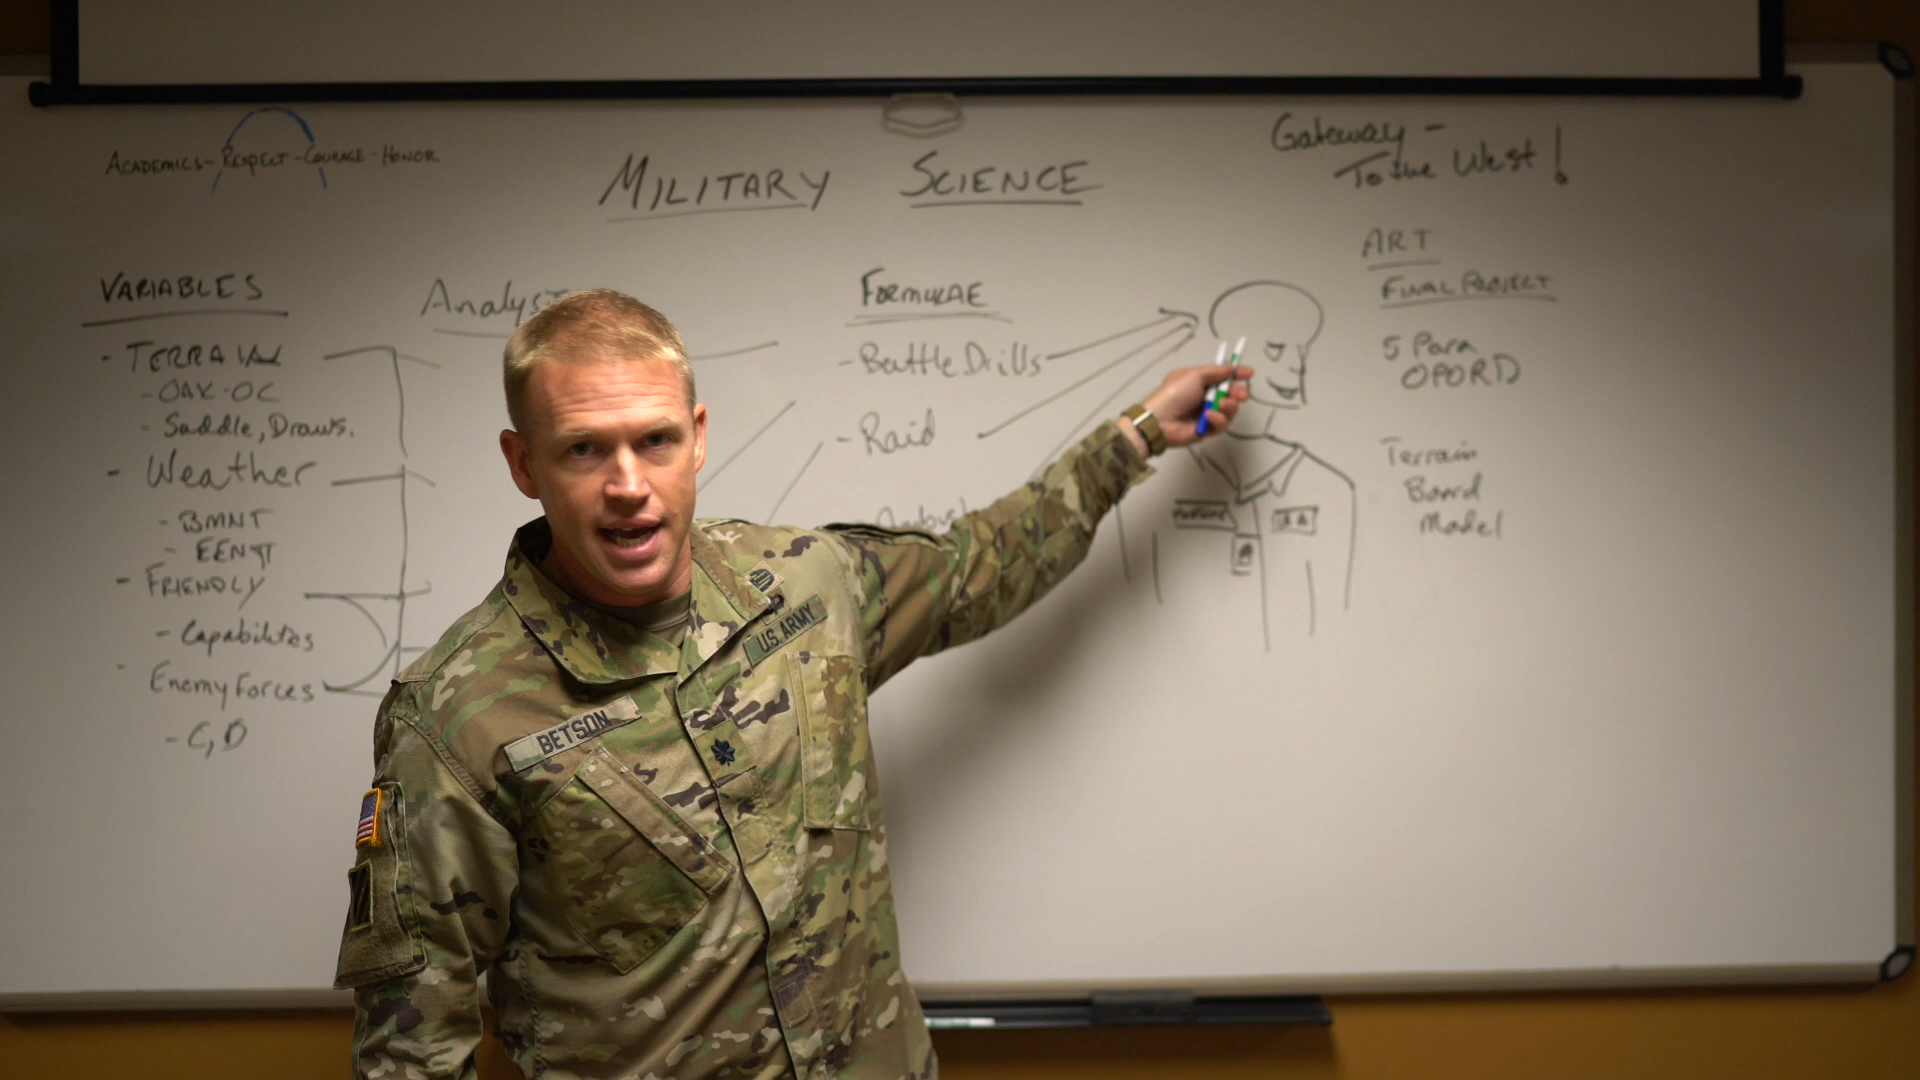 ACADEMICS - RESPECT - COURAGE - HONOR
MILITARY SCIENCE
Gateway -
To the West!
VARIABLES
- TERRAIN
- OAK-OC
- Saddle, Draws.
- Weather
- BMNT
- EENT
- FRIENDLY
- Capabilities
Enemy Forces
- C, D
Analys
FORMULAE
- Battle Drills
- Raid
- Ambush
ART
FINAL PROJECT
5 Para
OPORD
Terrain
Board
Model
U.S. ARMY
BETSON